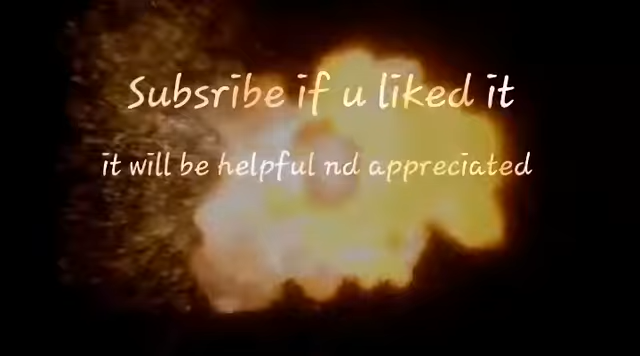 Subsribe if u liked it
it will be helpful nd appreciated